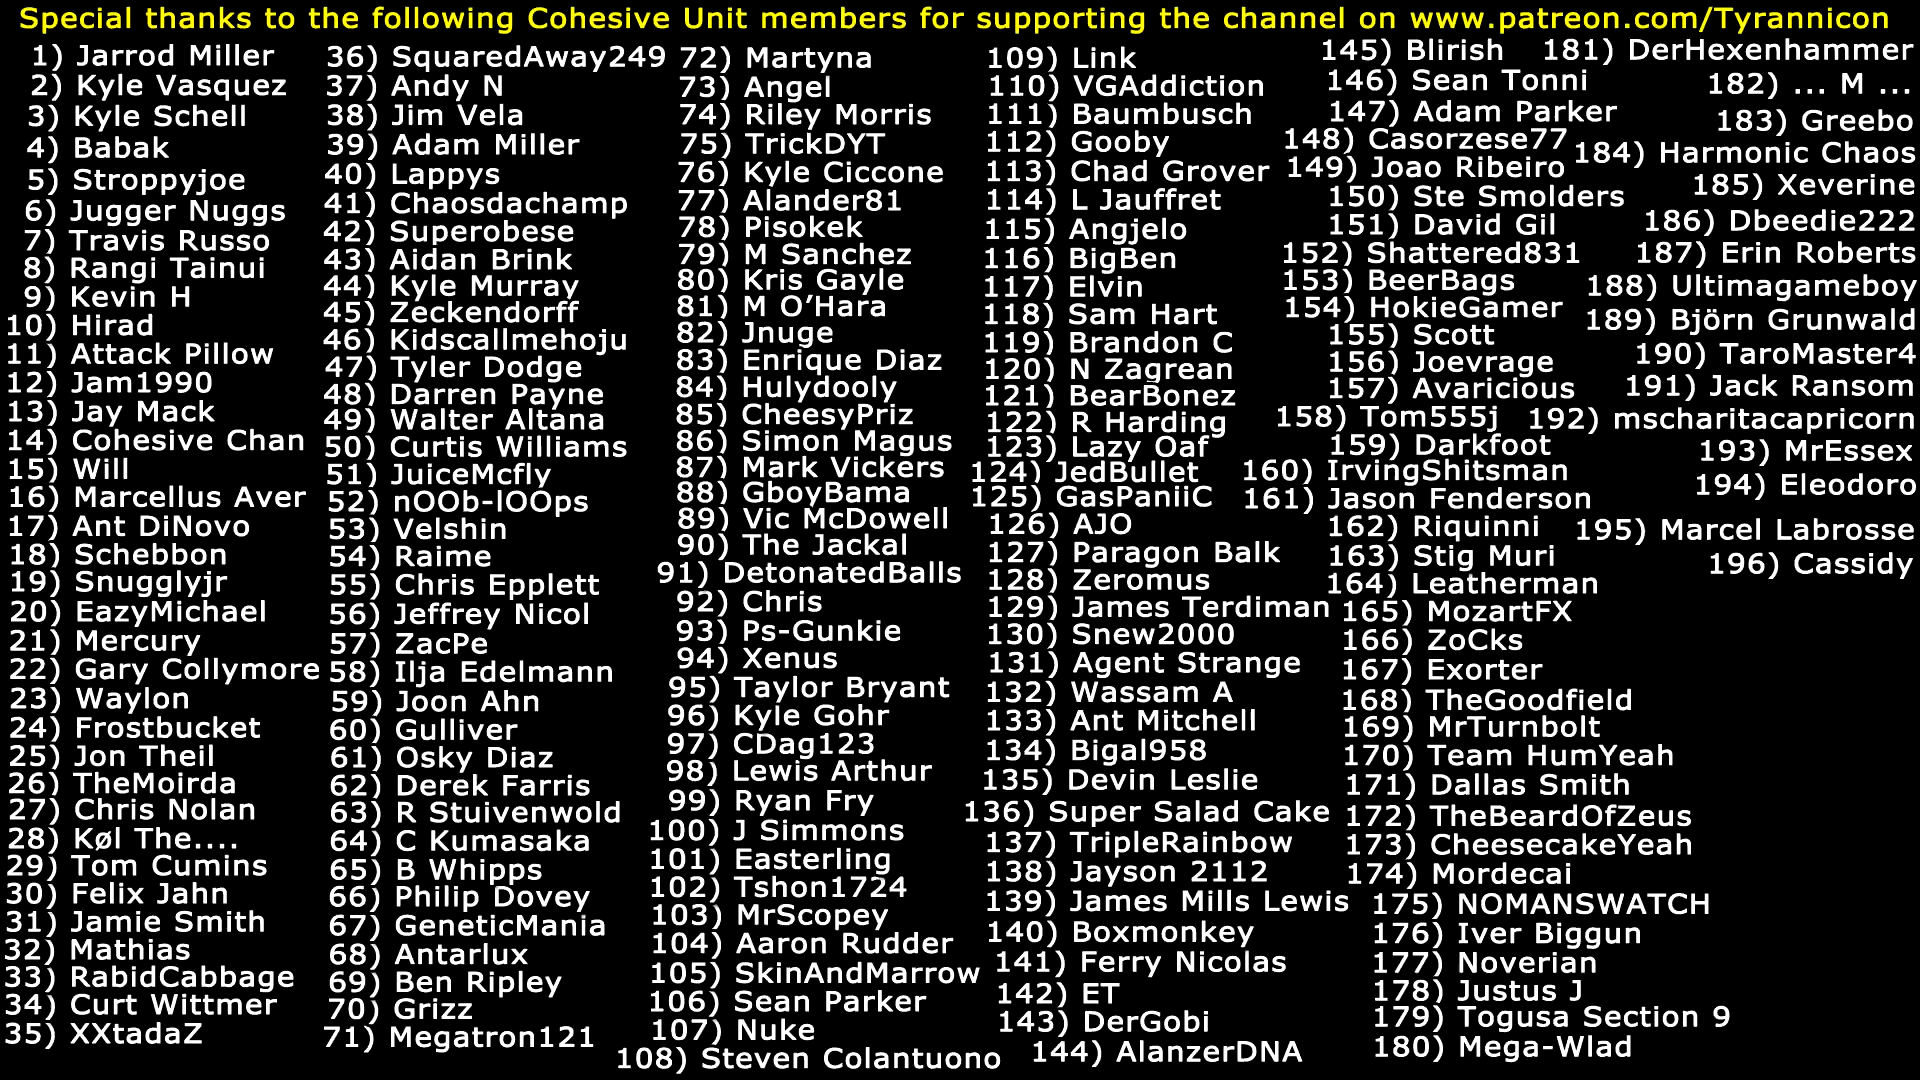 Special thanks to the following Cohesive Unit members for supporting the channel on www.patreon.com/Tyrannicon
1) Jarrod Miller
2) Kyle Vasquez
3) Kyle Schell
4) Babak
5) Stroppyjoe
6) Jugger Nuggs
7) Travis Russo
8) Rangi Tainui
9) Kevin H
10) Hirad
11) Attack Pillow
12) Jam1990
13) Jay Mack
14) Cohesive Chan
15) Will
16) Marcellus Aver
17) Ant DiNovo
18) Schebbon
19) Snugglyjr
20) EazyMichael
21) Mercury
22) Gary Collymore
23) Waylon
24) Frostbucket
25) Jon Theil
26) TheMoirda
27) Chris Nolan
28) Køl The....
29) Tom Cumins
30) Felix Jahn
31) Jamie Smith
32) Mathias
33) RabidCabbage
34) Curt Wittmer
35) XXtadaZ
36) SquaredAway249
37) Andy N
38) Jim Vela
39) Adam Miller
40) Lappys
41) Chaosdachamp
42) Superobese
43) Aidan Brink
44) Kyle Murray
45) Zeckendorff
46) Kidscallmehoju
47) Tyler Dodge
48) Darren Payne
49) Walter Altana
50) Curtis Williams
51) JuiceMcfly
52) nOOb-lOOps
53) Velshin
54) Raime
55) Chris Epplett
56) Jeffrey Nicol
57) ZacPe
58) Ilja Edelmann
59) Joon Ahn
60) Gulliver
61) Osky Diaz
62) Derek Farris
63) R Stuivenwold
64) C Kumasaka
65) B Whipps
66) Philip Dovey
67) GeneticMania
68) Antarlux
69) Ben Ripley
70) Grizz
71) Megatron121
72) Martyna
73) Angel
74) Riley Morris
75) TrickDYT
76) Kyle Ciccone
77) Alander81
78) Pisokek
79) M Sanchez
80) Kris Gayle
81) M O'Hara
82) Jnuge
83) Enrique Diaz
84) Hulydooly
85) CheesyPriz
86) Simon Magus
87) Mark Vickers
88) GboyBama
89) Vic McDowell
90) The Jackal
91) DetonatedBalls
92) Chris
93) Ps-Gunkie
94) Xenus
95) Taylor Bryant
96) Kyle Gohr
97) CDag123
98) Lewis Arthur
99) Ryan Fry
100) J Simmons
101) Easterling
102) Tshon1724
103) MrScopey
104) Aaron Rudder
105) SkinAndMarrow
106) Sean Parker
107) Nuke
108) Steven Colantuono
109) Link
110) VGAddiction
111) Baumbusch
112) Gooby
113) Chad Grover
114) L Jauffret
115) Angjelo
116) BigBen
117) Elvin
118) Sam Hart
119) Brandon C
120) N Zagrean
121) BearBonez
122) R Harding
123) Lazy Oaf
124) JedBullet
125) GasPaniiC
126) AJO
127) Paragon Balk
128) Zeromus
129) James Terdiman
130) Snew2000
131) Agent Strange
132) Wassam A
133) Ant Mitchell
134) Bigal958
135) Devin Leslie
136) Super Salad Cake
137) TripleRainbow
138) Jayson 2112
139) James Mills Lewis
140) Boxmonkey
141) Ferry Nicolas
142) ET
143) DerGobi
144) AlanzerDNA
145) Blirish
146) Sean Tonni
147) Adam Parker
148) Casorzese77
149) Joao Ribeiro
150) Ste Smolders
151) David Gil
152) Shattered831
153) BeerBags
154) HokieGamer
155) Scott
156) Joevrage
157) Avaricious
158) Tom555j
159) Darkfoot
160) IrvingShitsman
161) Jason Fenderson
162) Riquinni
163) Stig Muri
164) Leatherman
165) MozartFX
166) ZoCks
167) Exorter
168) TheGoodfield
169) MrTurnbolt
170) Team HumYeah
171) Dallas Smith
172) TheBeardOfZeus
173) CheesecakeYeah
174) Mordecai
175) NOMANSWATCH
176) Iver Biggun
177) Noverian
178) Justus J
179) Togusa Section 9
180) Mega-Wlad
181) DerHexenhammer
182) ... M ...
183) Greebo
184) Harmonic Chaos
185) Xeverine
186) Dbeedie222
187) Erin Roberts
188) Ultimagameboy
189) Björn Grunwald
190) TaroMaster4
191) Jack Ransom
192) mscharitacapricorn
193) MrEssex
194) Eleodoro
195) Marcel Labrosse
196) Cassidy